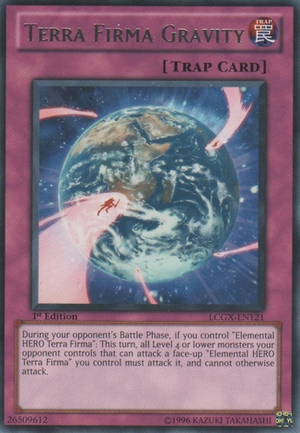 TERRA FIRMA GRAVITY
TRAP
罠
[TRAP CARD]
1st Edition
LCGX-EN121
During your opponent's Battle Phase, if you control "Elemental
HERO Terra Firma": This turn, all Level 4 or lower monsters your
opponent controls that can attack a face-up "Elemental HERO
Terra Firma" you control must attack it, and cannot otherwise
attack.
26509612
©1996 KAZUKI TAKAHASHI